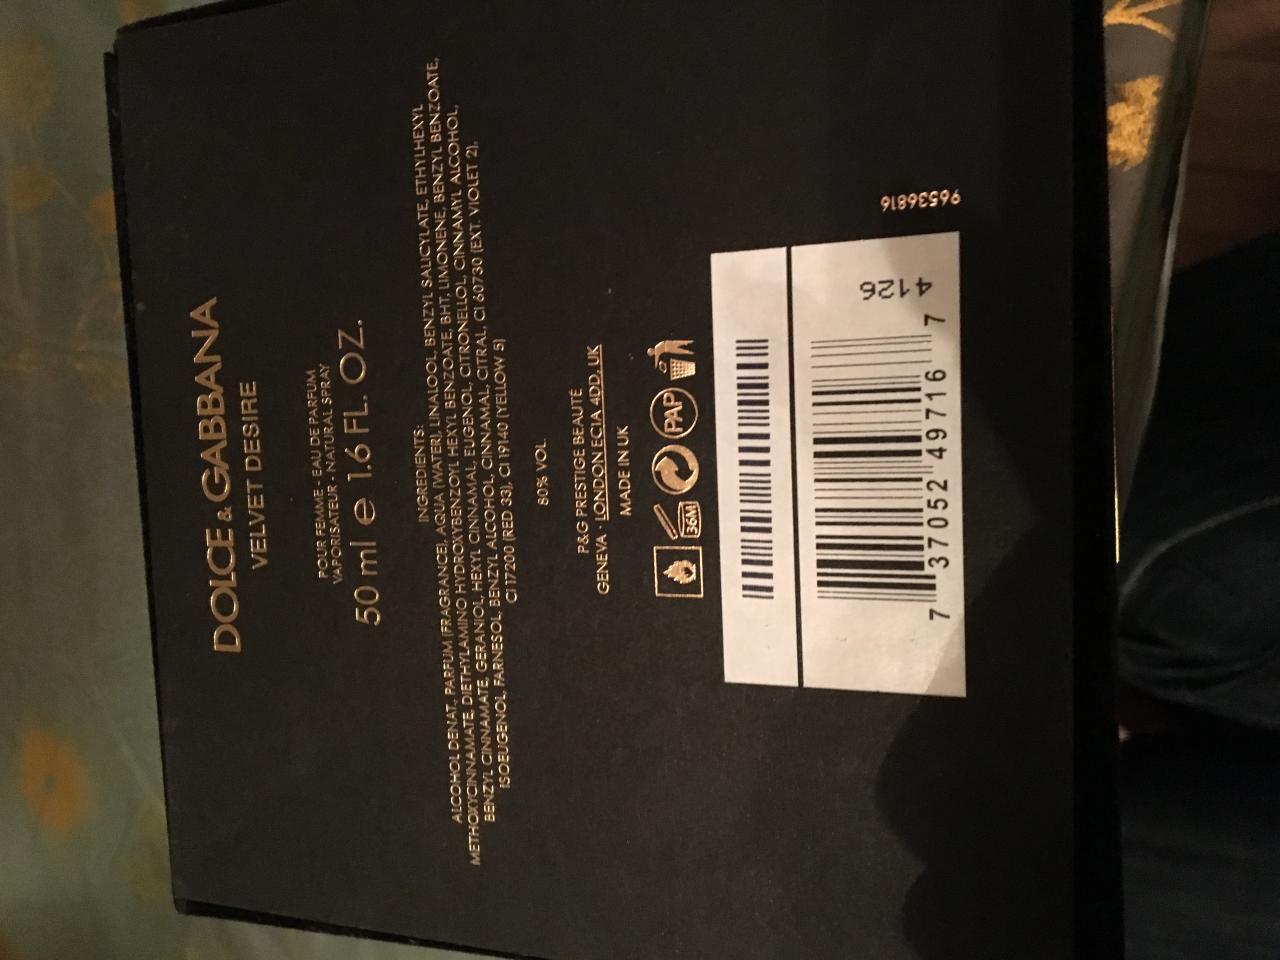 DOLCE & GABBANA
VELVET DESIRE
POUR FEMME - EAU DE PARFUM
VAPORISATEUR - NATURAL SPRAY
50 ml e 1.6 FL. OZ.
INGREDIENTS:
ALCOHOL DENAT, PARFUM (FRAGRANCE), AQUA (WATER), LINALOOL, BENZYL SALICYLATE, ETHYLHEXYL
METHOXYCINNAMATE, DIETHYLAMINO HYDROXYBENZOYL HEXYL BENZOATE, BHT, LIMONENE, BENZYL BENZOATE,
BENZYL CINNAMATE, GERANIOL, HEXYL CINNAMAL, EUGENOL, CITRONELLOL, CINNAMYL ALCOHOL,
ISOEUGENOL, FARNESOL, BENZYL ALCOHOL, CINNAMAL, CITRAL, CI 60730 (EXT. VIOLET 2),
CI 17200 (RED 33), CI 19140 (YELLOW 5)
80% VOL.
P&G PRESTIGE BEAUTÉ
GENEVA · LONDON EC1A 4DD, UK
MADE IN UK
36M PAP
96536816
4126
7 37052 49716 7